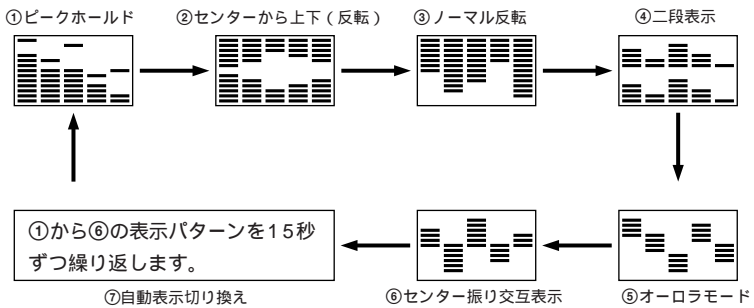 ①ピークホールド
②センターから上下（反転）
③ノーマル反転
④二段表示
①から⑥の表示パターンを15秒
ずつ繰り返します。
⑦自動表示切り換え
⑥センター振り交互表示
⑤オーロラモード